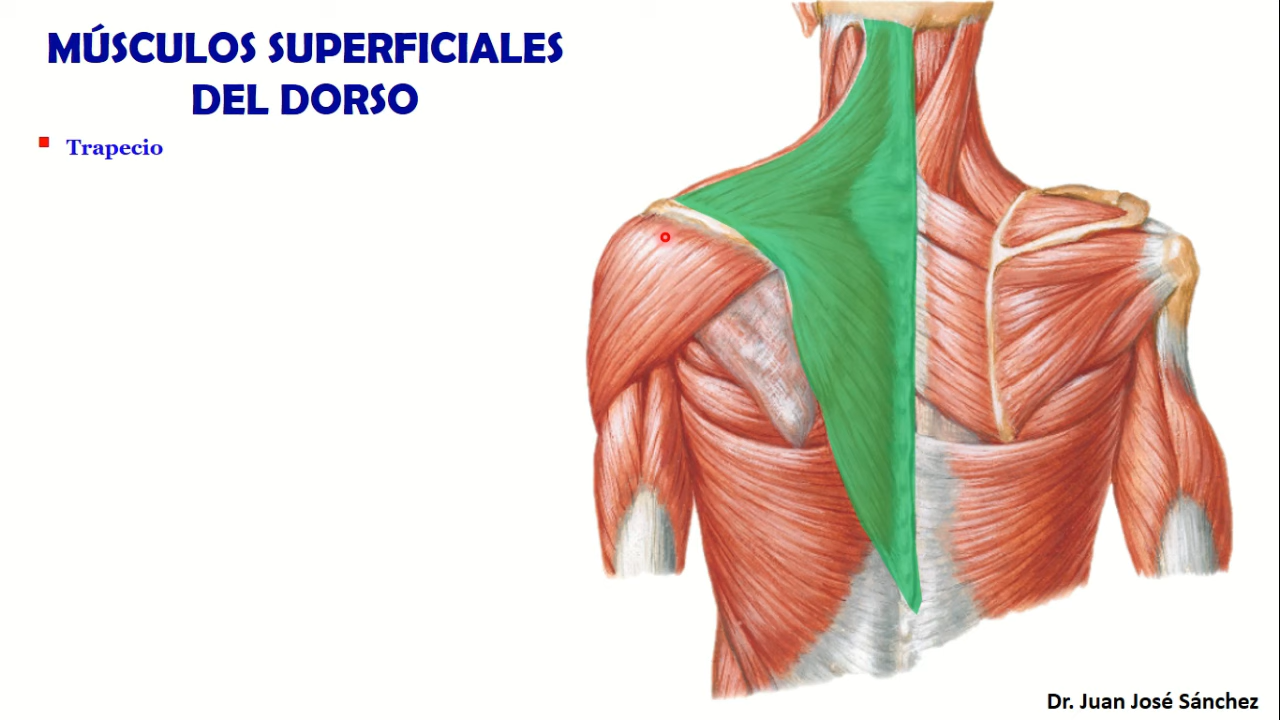 MÚSCULOS SUPERFICIALES
DEL DORSO
Trapecio
Dr. Juan José Sánchez